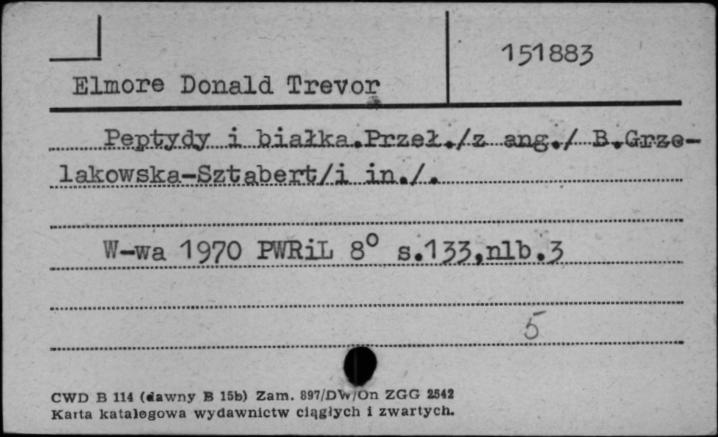 151883
Elmore Donald Trevor
Peptydy i białka.Przeł./z ang./ B.Grze-
lakowska-Sztabert/i in./.
W-wa 1970 PWRiL 8° s.133,nlb.3
5
CWD B 114 (dawny B 15b) Zam. 897/DW/On ZGG 2542
Karta katalogowa wydawnictw ciągłych i zwartych.